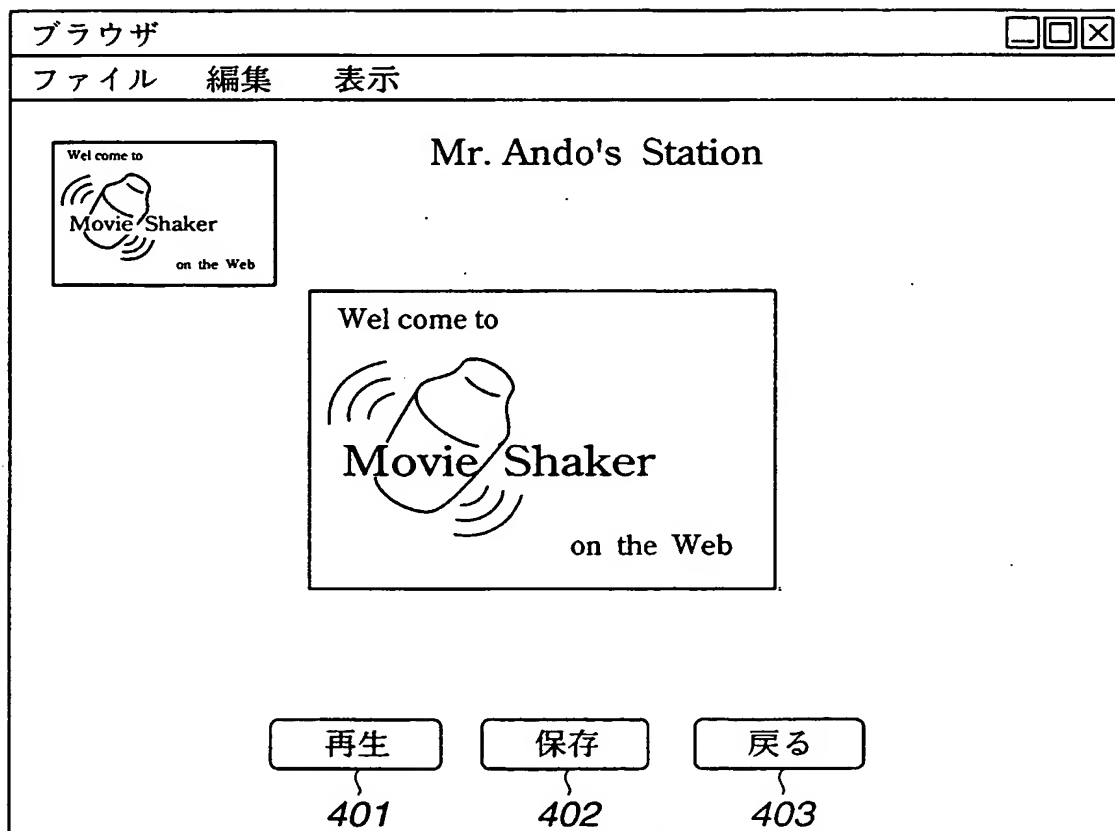 ブラウザ
ファイル 編集 表示
Mr. Ando's Station
Wel come to
Movie Shaker
on the Web
Wel come to
Movie Shaker
on the Web
再生 保存 戻る
401 402 403